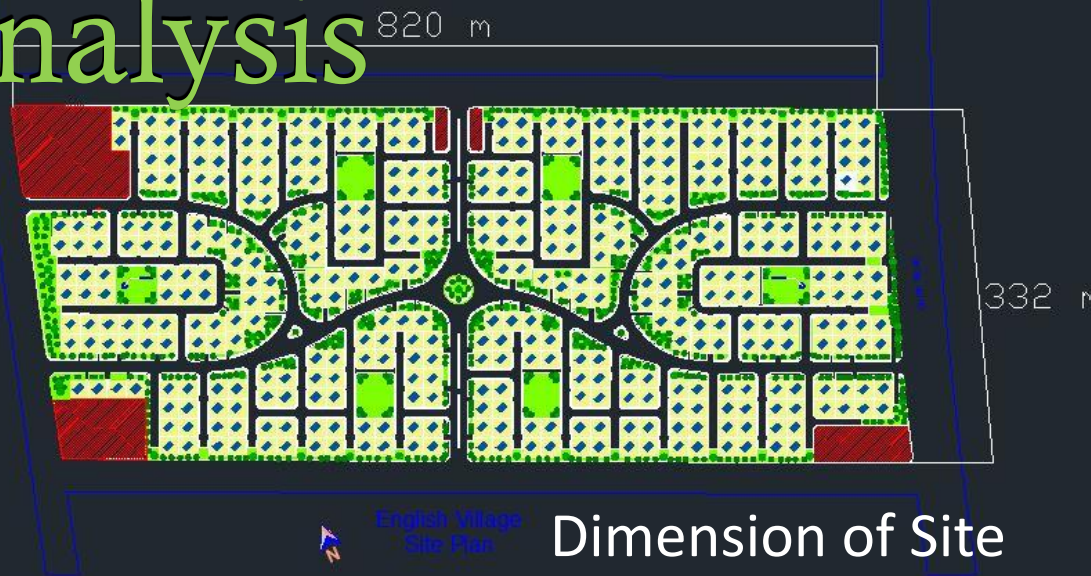 nalysis
820 m
332
English Village
Site Plan
N
Dimension of Site